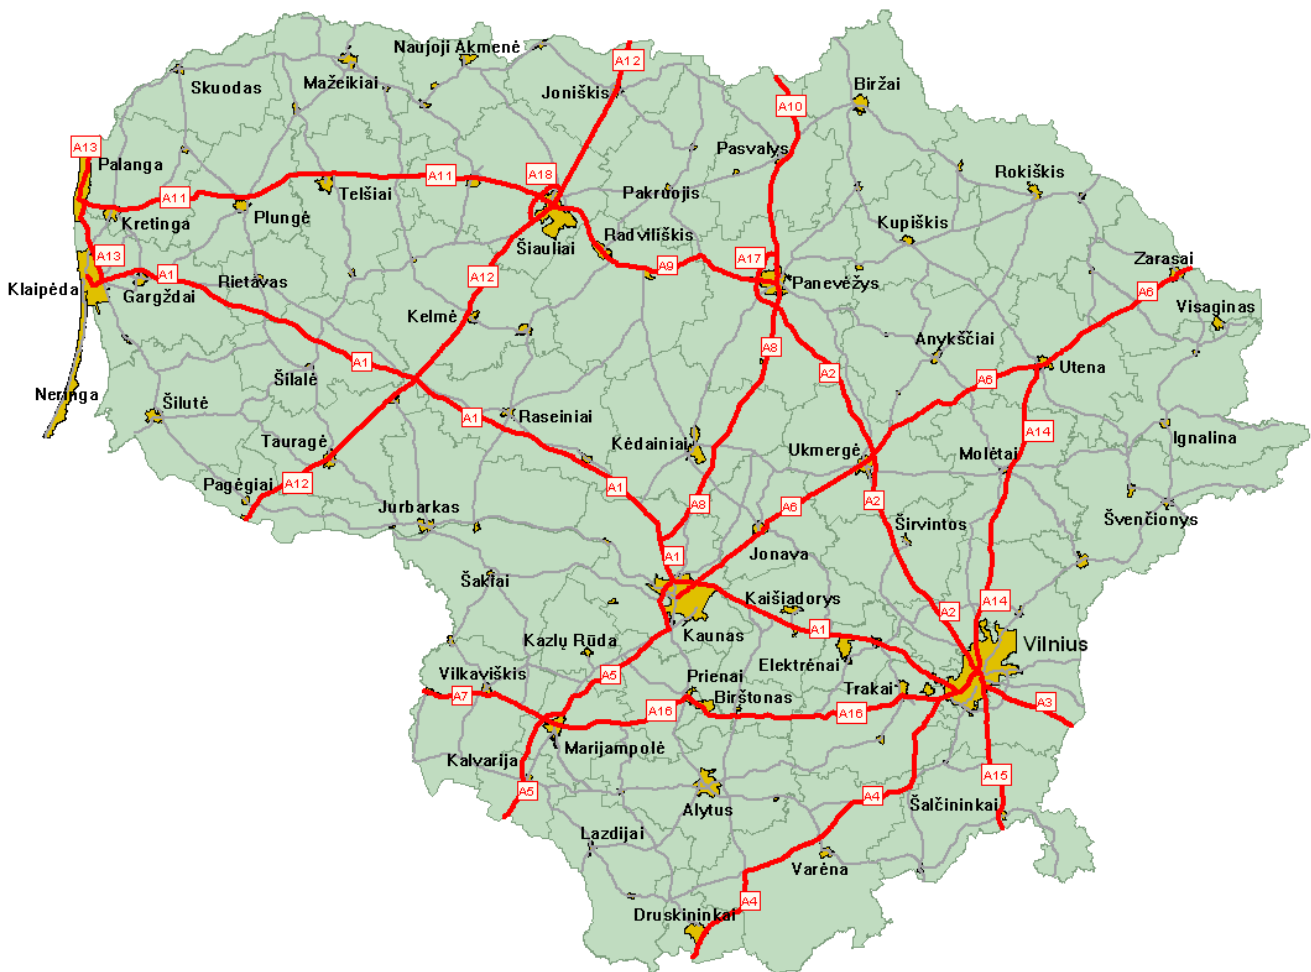 Naujoji Akmenė
A12
Skuodas
Mažeikiai
Joniškis
Biržai
A10
A13
Palanga
Pasvalys
A18
A11
A11
Telšiai
Pakruojis
Rokiškis
Kretinga
Plungė
Kupiškis
Šiauliai
Radviliškis
A13
A1
A12
A9
A17
Zarasai
Klaipėda
Gargždai
Rietavas
Panevėžys
A6
Visaginas
Kelmė
Anykščiai
A8
A1
A2
Utena
Šilalė
A6
Neringa
Šilutė
A1
Raseiniai
A14
Ignalina
Tauragė
Kėdainiai
Ukmergė
Molėtai
Pagėgiai
A12
A1
A8
A2
A6
Jurbarkas
Širvintos
Švenčionys
A1
Jonava
Šakiai
A14
Kaišiadorys
A2
Kaunas
A1
Kazlų Rūda
Vilnius
Elektrėnai
A5
Vilkaviškis
Prienai
Trakai
A7
Birštonas
A3
A16
A16
Marijampolė
Kalvarija
A15
A5
Alytus
A4
Šalčininkai
Lazdijai
Varėna
A4
Druskininkai